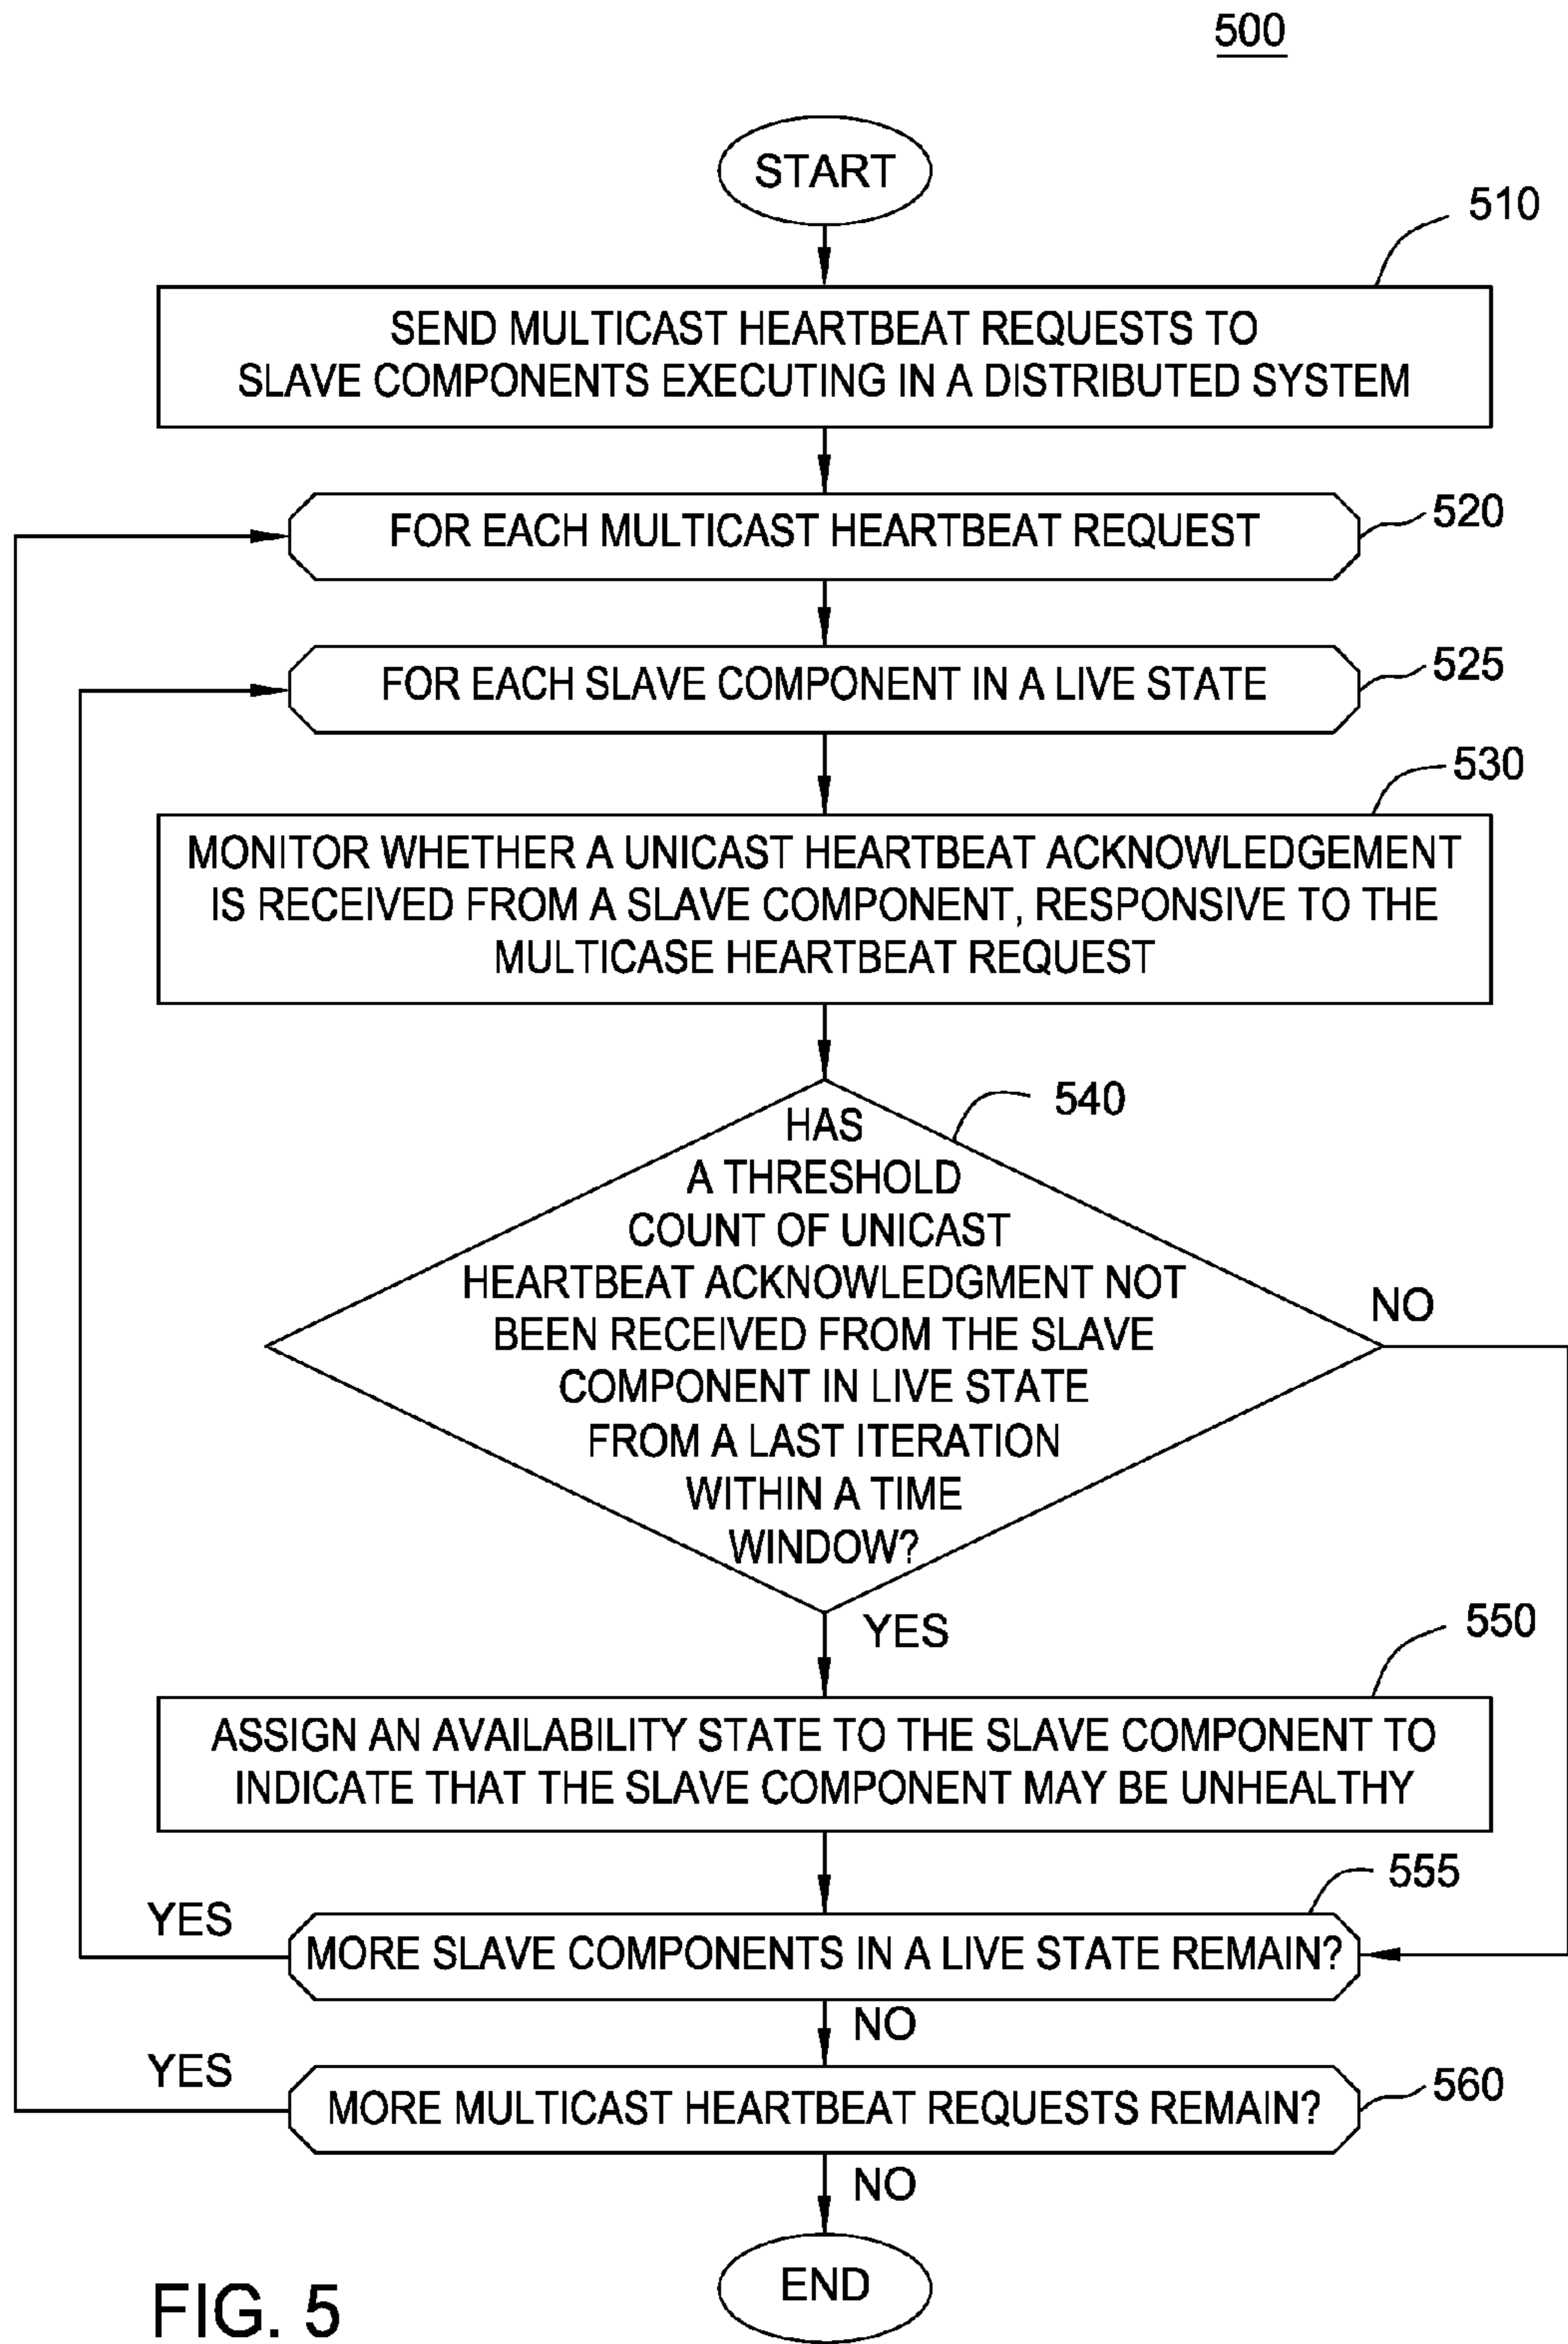 500
START
510
SEND MULTICAST HEARTBEAT REQUESTS TO
SLAVE COMPONENTS EXECUTING IN A DISTRIBUTED SYSTEM
FOR EACH MULTICAST HEARTBEAT REQUEST
520
FOR EACH SLAVE COMPONENT IN A LIVE STATE
525
530
MONITOR WHETHER A UNICAST HEARTBEAT ACKNOWLEDGEMENT
IS RECEIVED FROM A SLAVE COMPONENT, RESPONSIVE TO THE
MULTICASE HEARTBEAT REQUEST
540
HAS
A THRESHOLD
COUNT OF UNICAST
HEARTBEAT ACKNOWLEDGMENT NOT
BEEN RECEIVED FROM THE SLAVE
COMPONENT IN LIVE STATE
FROM A LAST ITERATION
WITHIN A TIME
WINDOW?
NO
YES
550
ASSIGN AN AVAILABILITY STATE TO THE SLAVE COMPONENT TO
INDICATE THAT THE SLAVE COMPONENT MAY BE UNHEALTHY
555
YES
MORE SLAVE COMPONENTS IN A LIVE STATE REMAIN?
NO
YES
MORE MULTICAST HEARTBEAT REQUESTS REMAIN?
560
NO
END
FIG. 5